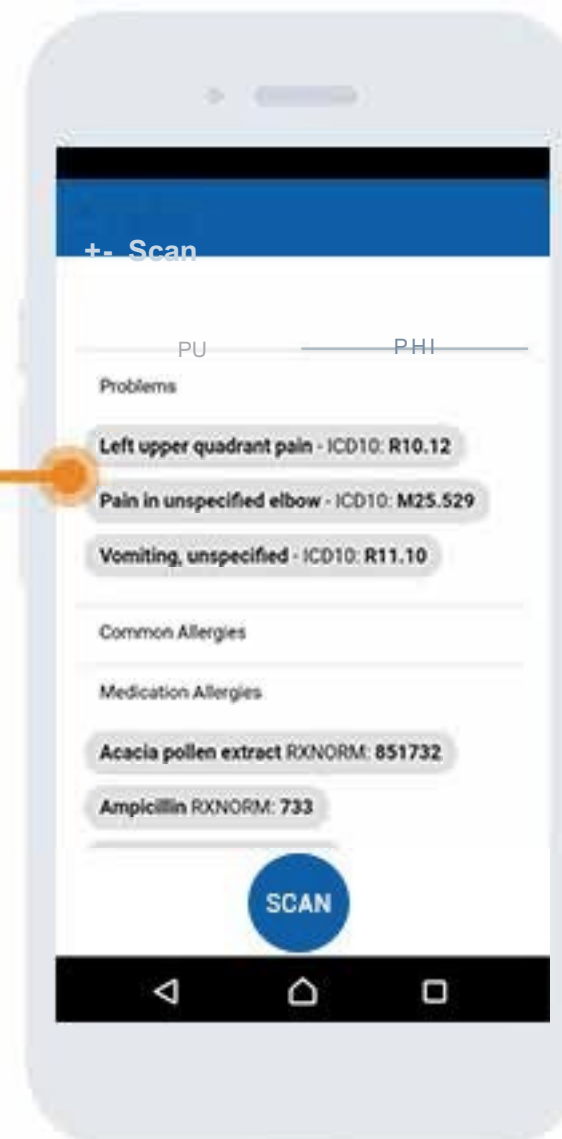 +- Scan
PU PHI
Problems
Left upper quadrant pain - ICD10: R10.12
Pain in unspecified elbow - ICD10: M25.529
Vomiting, unspecified - ICD10: R11.10
Common Allergies
Medication Allergies
Acacia pollen extract RXNORM: 851732
Ampicillin RXNORM: 733
SCAN